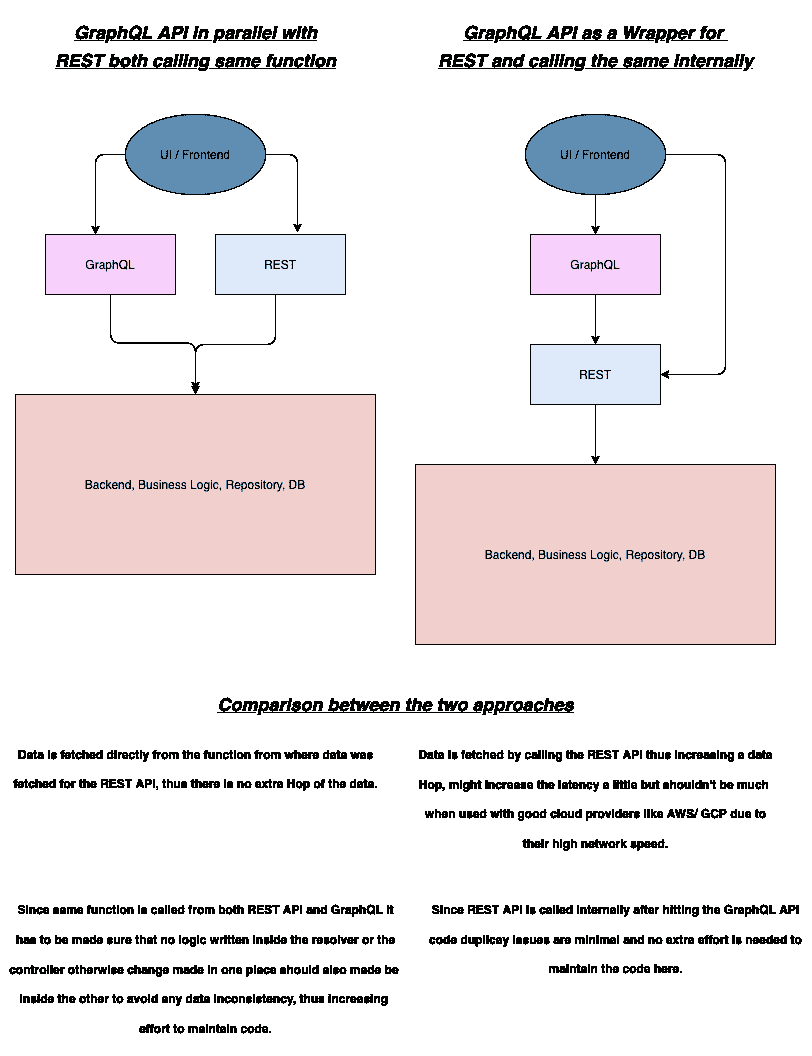 GraphQL API in parallel with
REST both calling same function
GraphQL API as a Wrapper for
REST and calling the same internally
UI / Frontend
GraphQL
REST
Backend, Business Logic, Repository, DB
UI / Frontend
GraphQL
REST
Backend, Business Logic, Repository, DB
Comparison between the two approaches
Data is fetched directly from the function from where data was
fetched for the REST API, thus there is no extra Hop of the data.
Data is fetched by calling the REST API thus increasing a data
Hop, might increase the latency a little but shouldn't be much
when used with good cloud providers like AWS/ GCP due to
their high network speed.
Since same function is called from both REST API and GraphQL it
has to be made sure that no logic written inside the resolver or the
controller otherwise change made in one place should also made be
inside the other to avoid any data inconsistency, thus increasing
effort to maintain code.
Since REST API is called internally after hitting the GraphQL API
code duplicay issues are minimal and no extra effort is needed to
maintain the code here.